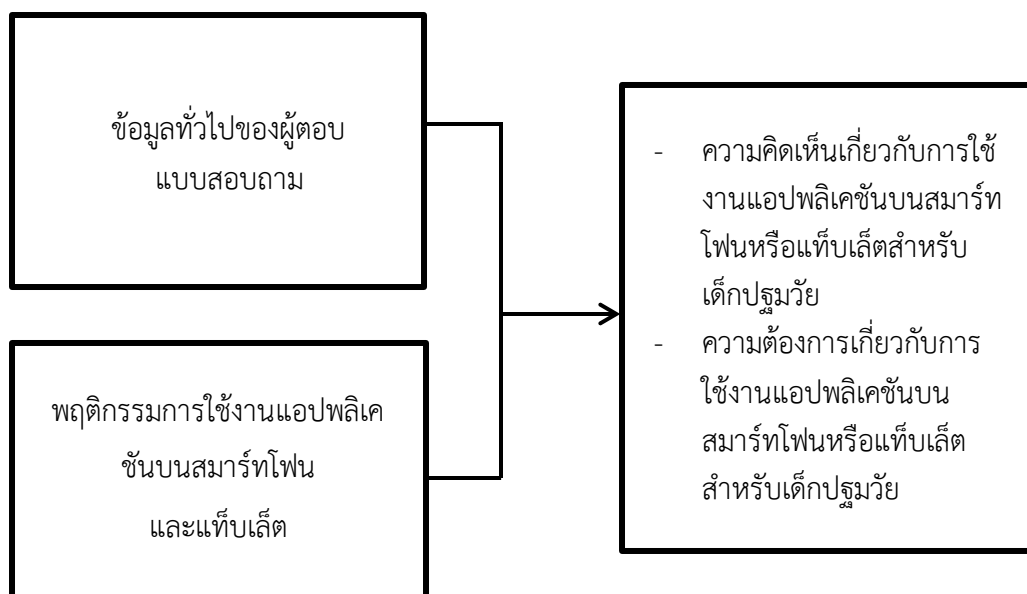 ข้อมูลทั่วไปของผู้ตอบ
แบบสอบถาม
พฤติกรรมการใช้งานแอปพลิเค
ชันบนสมาร์ทโฟน
และแท็บเล็ต
- ความคิดเห็นเกี่ยวกับการใช้
งานแอปพลิเคชันบนสมาร์ท
โฟนหรือแท็บเล็ตสำหรับ
เด็กปฐมวัย
- ความต้องการเกี่ยวกับการ
ใช้งานแอปพลิเคชันบน
สมาร์ทโฟนหรือแท็บเล็ต
สำหรับเด็กปฐมวัย